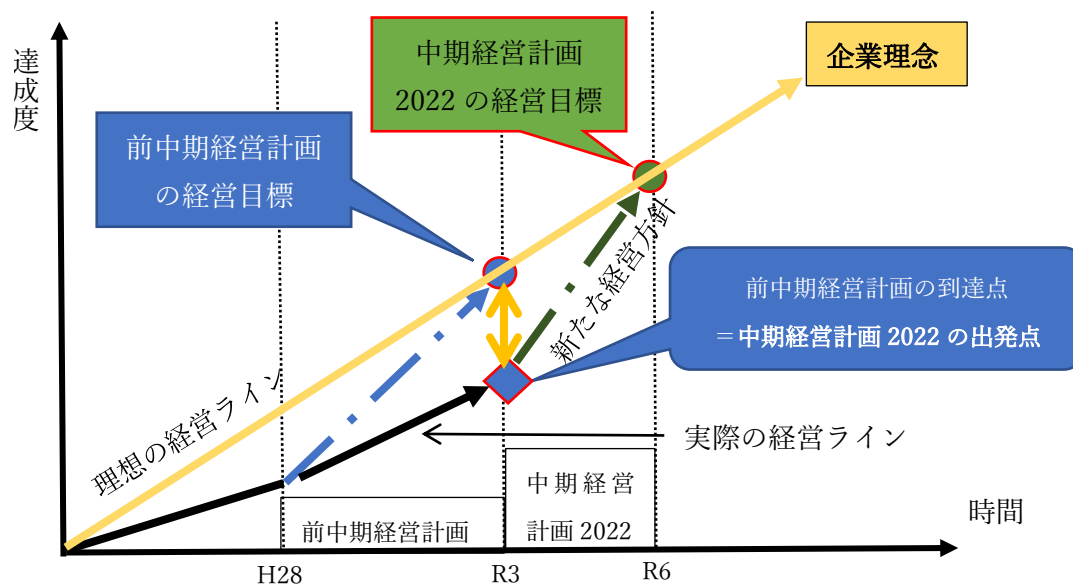 達成度
中期経営計画
2022 の経営目標
企業理念
前中期経営計画
の経営目標
新たな経営方針
前中期経営計画の到達点
＝中期経営計画 2022 の出発点
理想の経営ライン
実際の経営ライン
中期経営
計画 2022
前中期経営計画
時間
H28
R3
R6